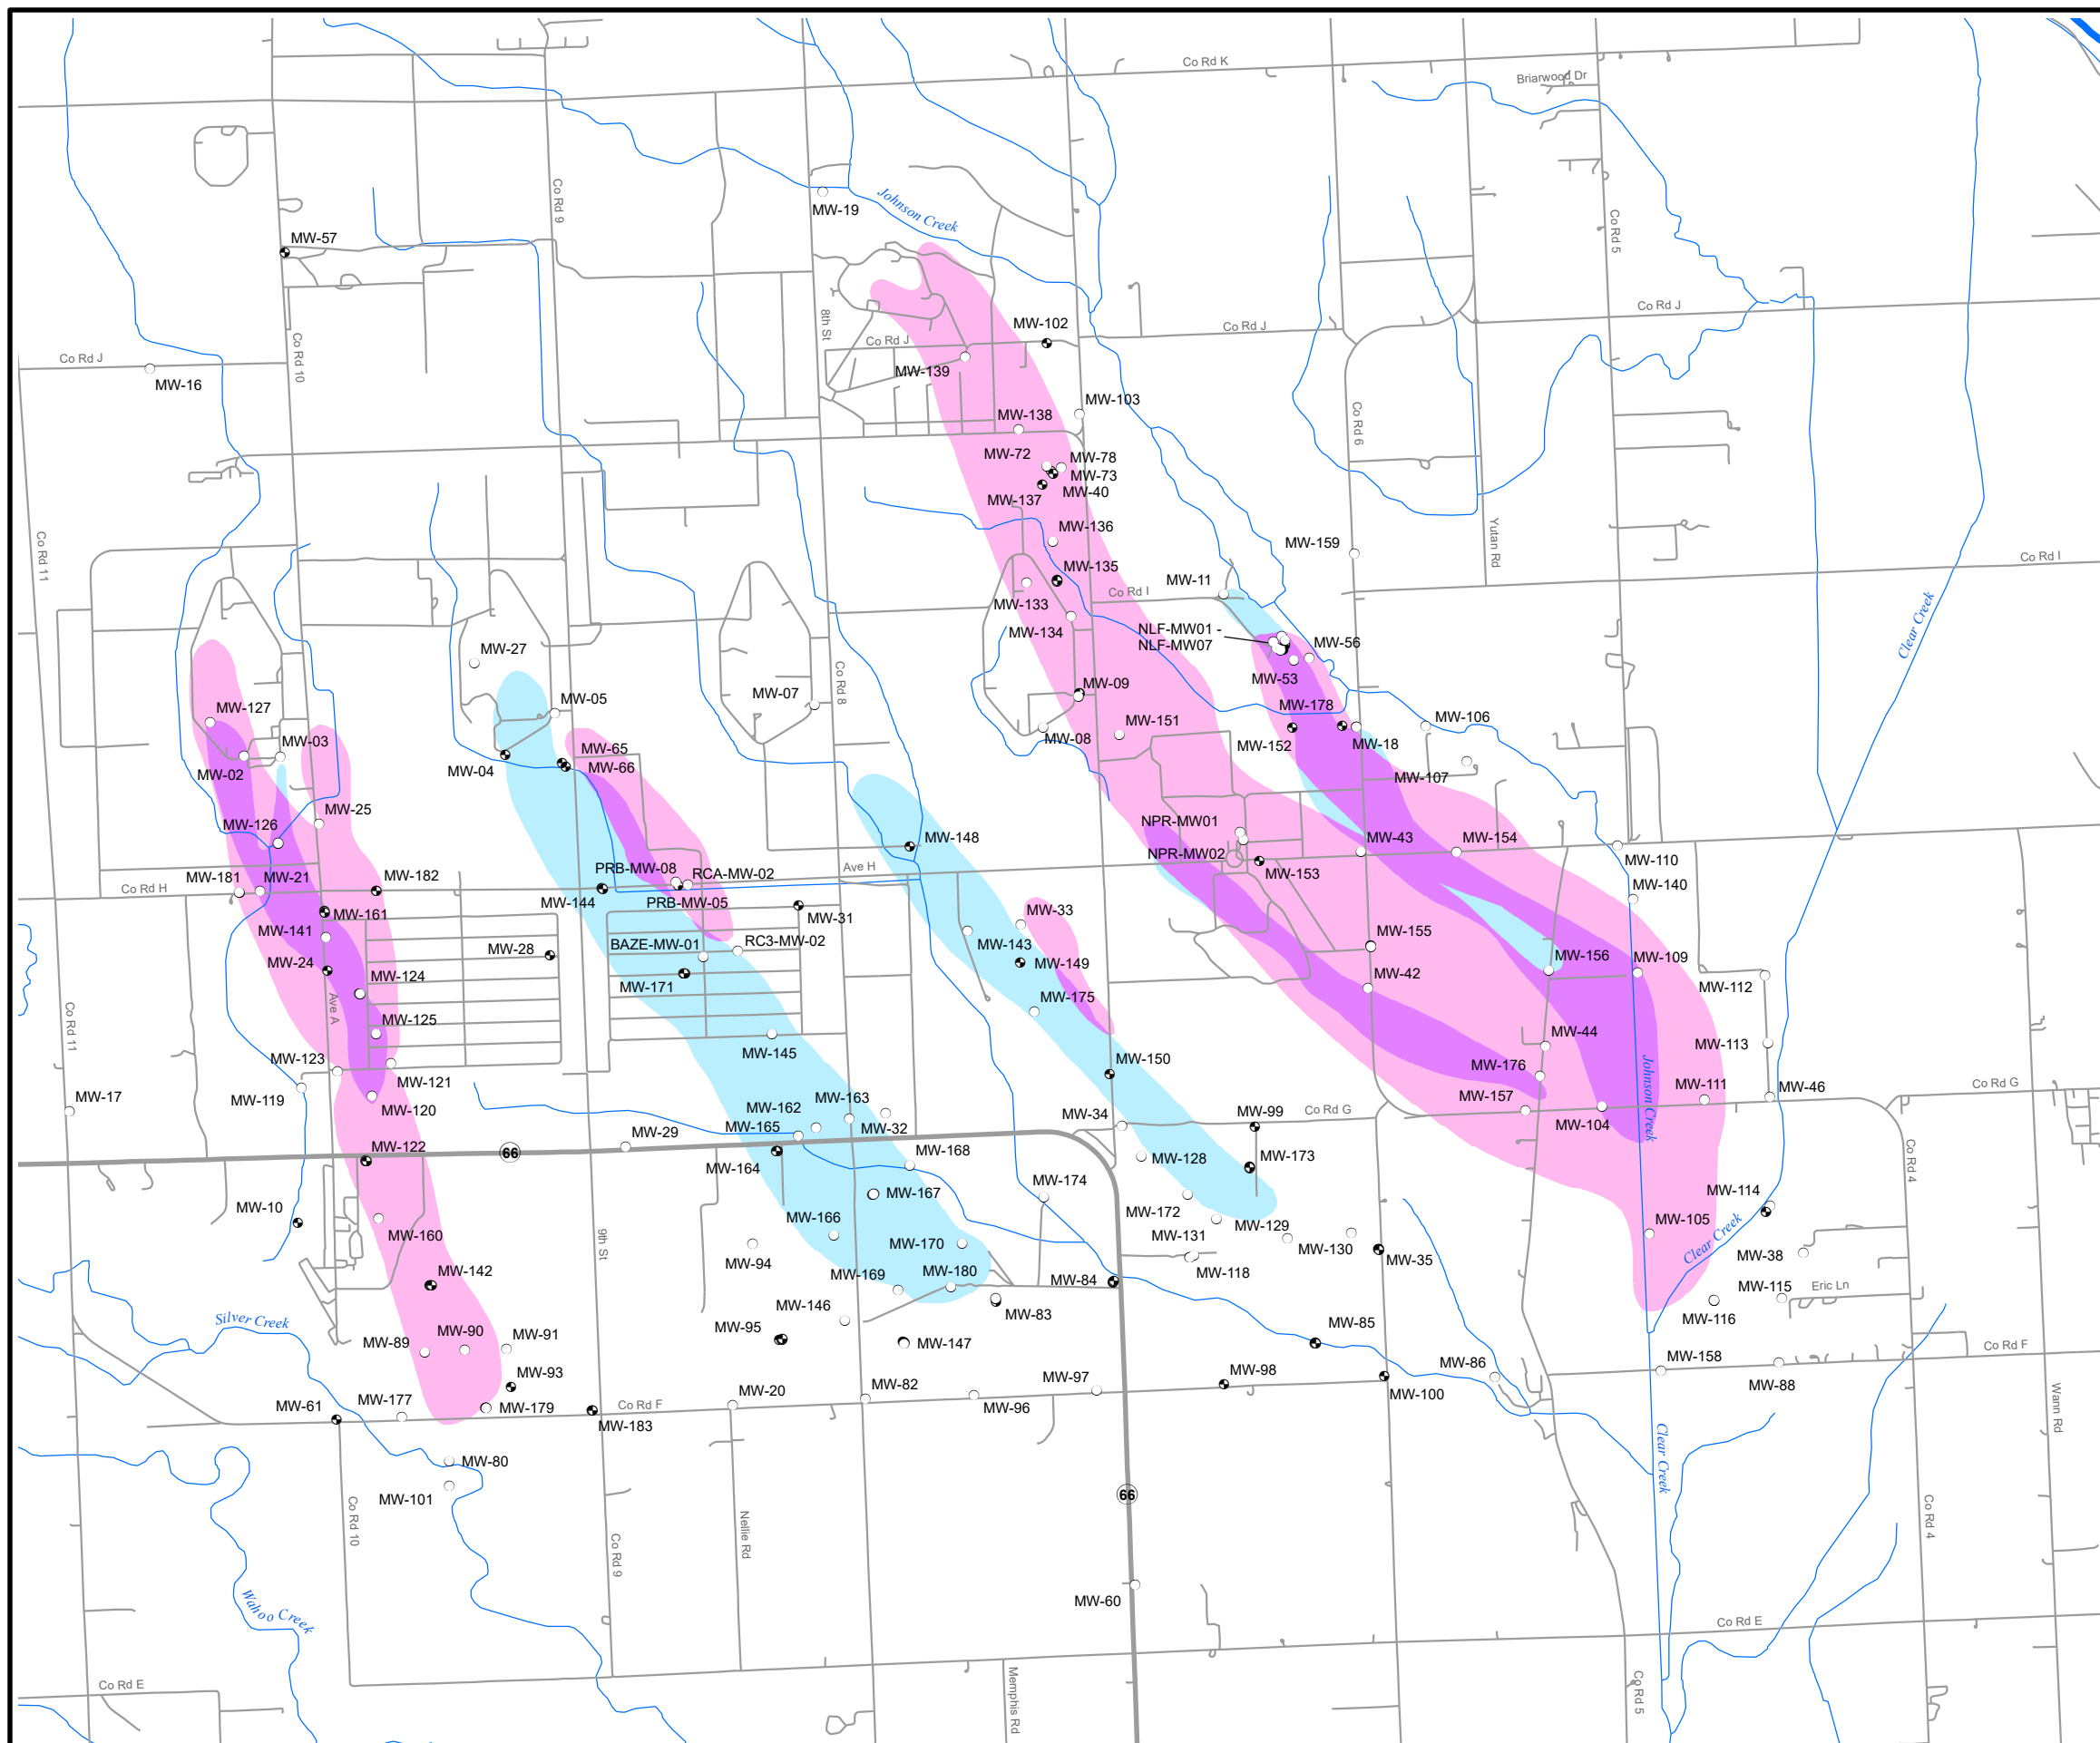 Co Rd K
Briarwood Dr
Co Rd 9
MW-19
Johnson Creek
Co Rd 5
MW-57
Co Rd J
8th St
MW-102
Co Rd J
Co Rd J
Co Rd 10
Co Rd J
MW-16
MW-139
MW-103
MW-138
Co Rd 6
MW-72
MW-78
MW-73
MW-137
MW-40
MW-136
Yutan Rd
MW-159
Co Rd I
Co Rd 11
MW-135
MW-11
Co Rd I
MW-133
MW-134
NLF-MW01 -
NLF-MW07
MW-56
Clear Creek
MW-27
MW-53
Co Rd 8
MW-07
MW-09
MW-05
MW-127
MW-178
MW-106
MW-151
MW-03
MW-08
MW-152
MW-18
MW-65
MW-04
MW-66
MW-02
MW-107
MW-25
MW-126
NPR-MW01
MW-148
MW-43
MW-154
NPR-MW02
MW-110
PRB-MW-08
RCA-MW-02
Ave H
MW-153
MW-181
MW-21
MW-182
Co Rd H
MW-144
PRB-MW-05
MW-140
MW-161
MW-31
MW-33
MW-141
MW-28
BAZE-MW-01
RC3-MW-02
MW-143
MW-155
MW-24
MW-149
MW-156
MW-109
MW-124
MW-171
MW-42
MW-112
Ave A
MW-175
Co Rd 11
MW-125
MW-44
MW-113
MW-123
MW-145
MW-150
MW-176
Johnson Creek
MW-121
MW-119
MW-17
MW-120
MW-111
MW-46
Co Rd G
MW-163
MW-157
MW-162
MW-34
MW-99
Co Rd G
MW-165
MW-32
MW-104
MW-122
66
MW-29
MW-168
MW-164
MW-128
MW-173
Co Rd 4
MW-167
MW-174
MW-114
MW-10
MW-172
MW-166
MW-160
9th St
MW-129
MW-105
MW-131
MW-170
MW-130
MW-35
Clear Creek
MW-38
MW-94
MW-142
MW-169
MW-180
MW-84
MW-118
MW-115
Eric Ln
MW-146
MW-83
MW-116
Silver Creek
MW-95
MW-85
MW-89
MW-90
MW-91
MW-147
Co Rd F
MW-93
MW-86
MW-158
MW-98
MW-97
MW-88
MW-61
MW-177
MW-179
Co Rd F
MW-20
MW-82
MW-96
MW-100
MW-183
Wann Rd
MW-80
Clear Creek
MW-101
66
Co Rd 10
Nellie Rd
Co Rd 9
Co Rd 4
Wahoo Creek
MW-60
Co Rd E
Co Rd E
Memphis Rd
Co Rd 5